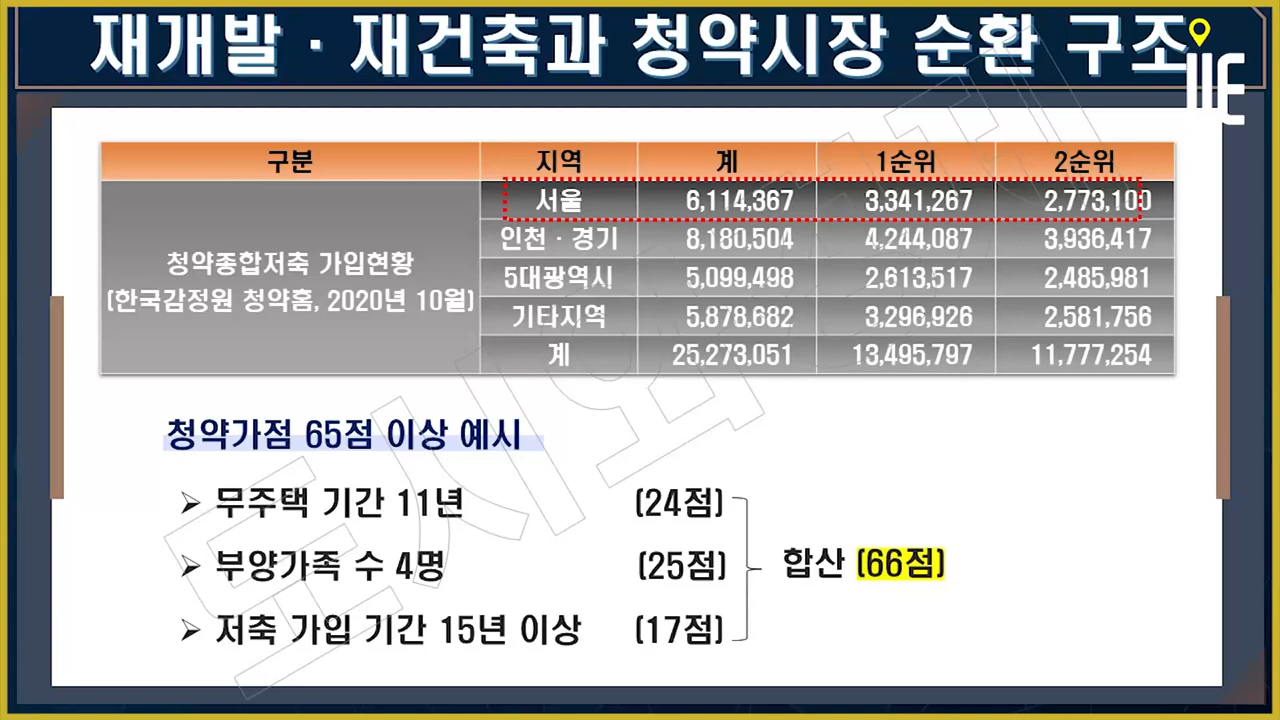 재개발 · 재건축과 청약시장 순환 구조
구분 지역 계 1순위 2순위
청약종합저축 가입현황
(한국감정원 청약홈, 2020년 10월)
서울 6,114,367 3,341,267 2,773,100
인천 · 경기 8,180,504 4,244,087 3,936,417
5대광역시 5,099,498 2,613,517 2,485,981
기타지역 5,878,682 3,296,926 2,581,756
계 25,273,051 13,495,797 11,777,254
청약가점 65점 이상 예시
➢ 무주택 기간 11년 (24점)
➢ 부양가족 수 4명 (25점)
➢ 저축 가입 기간 15년 이상 (17점)
합산 (66점)